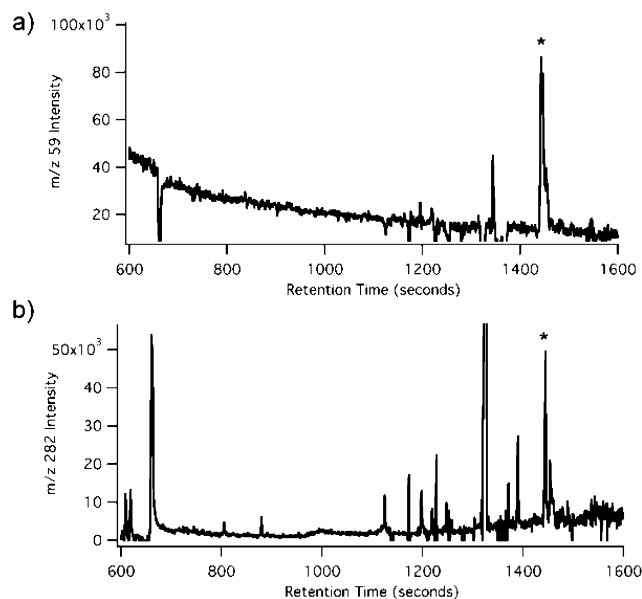 a)
100x10³
80
60
40
20
m/z 59 Intensity
*
600 800 1000 1200 1400 1600
Retention Time (seconds)
b)
50x10³
40
30
20
10
0
m/z 282 Intensity
*
600 800 1000 1200 1400 1600
Retention Time (seconds)